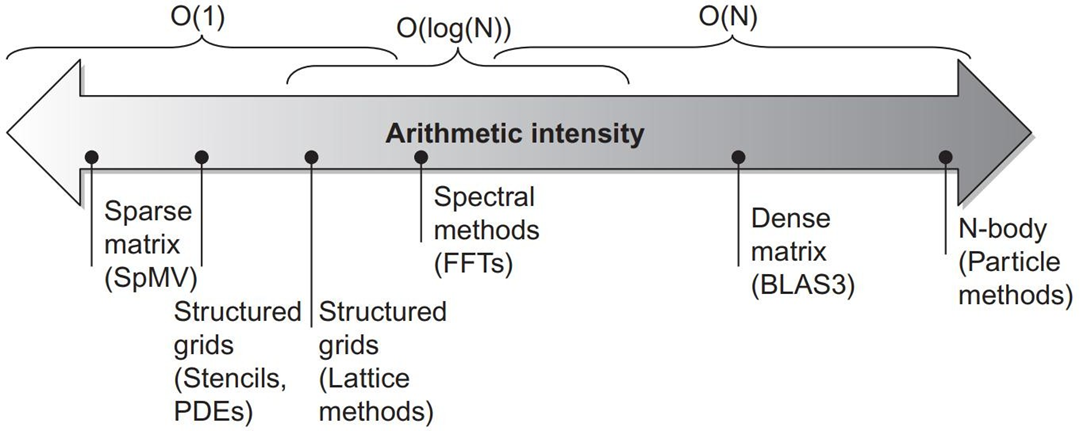 O(1)
O(log(N))
O(N)
Arithmetic intensity
Sparse
matrix
(SpMV)
Structured
grids
(Stencils,
PDEs)
Structured
grids
(Lattice
methods)
Spectral
methods
(FFTs)
Dense
matrix
(BLAS3)
N-body
(Particle
methods)